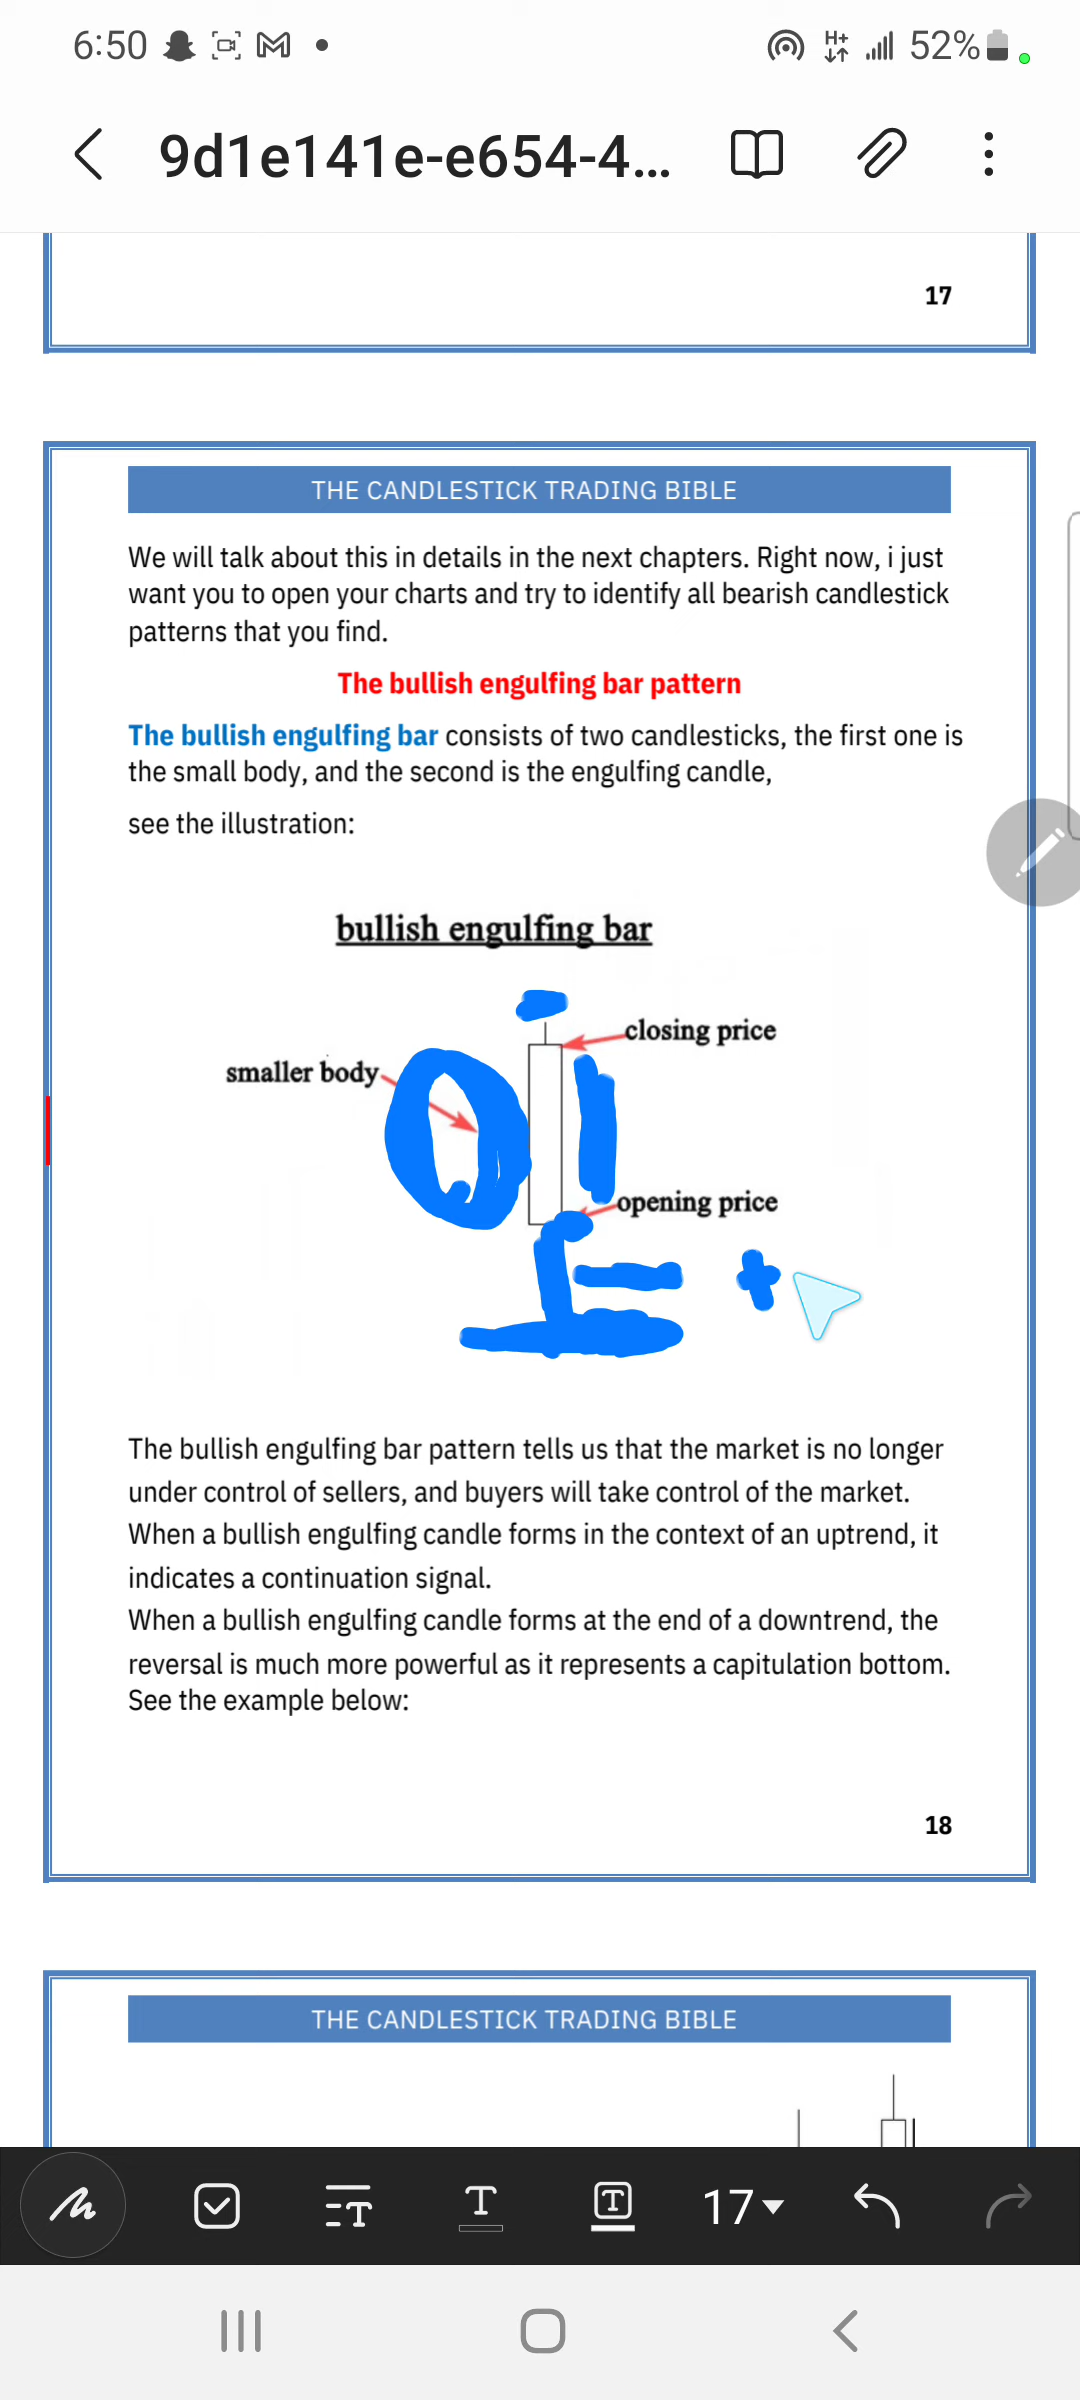 6:50
H+
52%
9d1e141e-e654-4...
17
THE CANDLESTICK TRADING BIBLE
We will talk about this in details in the next chapters. Right now, i just
want you to open your charts and try to identify all bearish candlestick
patterns that you find.
The bullish engulfing bar pattern
The bullish engulfing bar consists of two candlesticks, the first one is
the small body, and the second is the engulfing candle,
see the illustration:
bullish engulfing bar
closing price
smaller body
opening price
The bullish engulfing bar pattern tells us that the market is no longer
under control of sellers, and buyers will take control of the market.
When a bullish engulfing candle forms in the context of an uptrend, it
indicates a continuation signal.
When a bullish engulfing candle forms at the end of a downtrend, the
reversal is much more powerful as it represents a capitulation bottom.
See the example below:
18
THE CANDLESTICK TRADING BIBLE
17